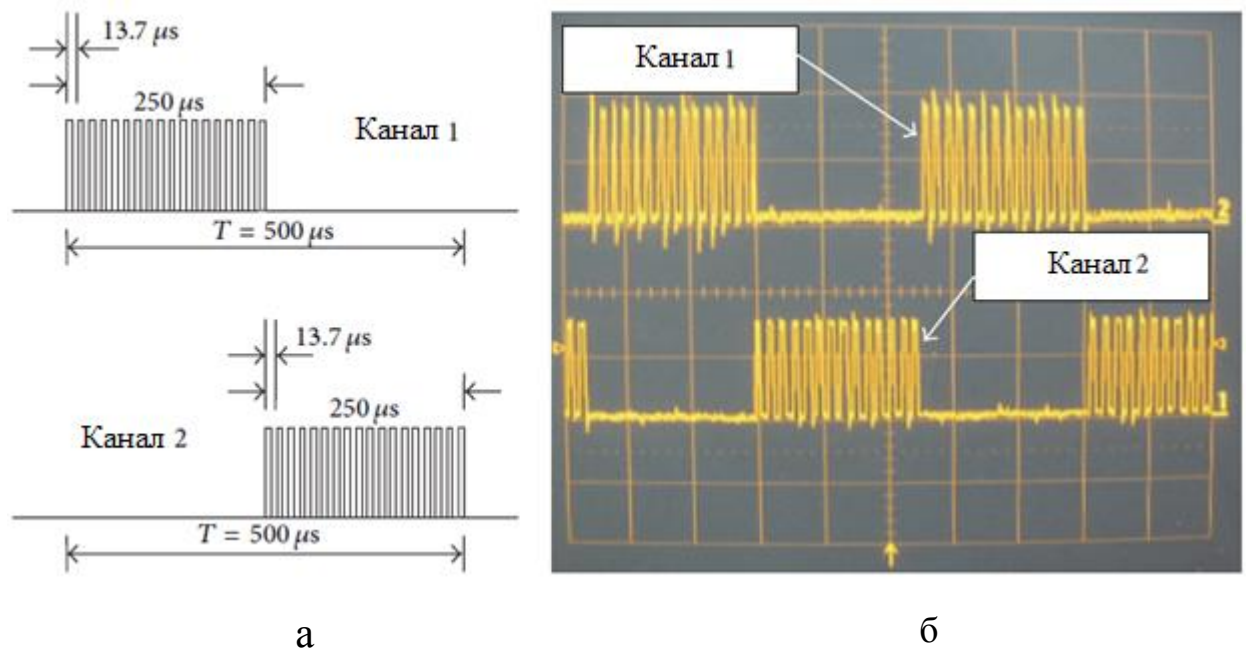 13.7 μs
250 μs
Канал 1
T = 500 μs
13.7 μs
250 μs
Канал 2
T = 500 μs
а
Канал 1
2
Канал 2
1
б